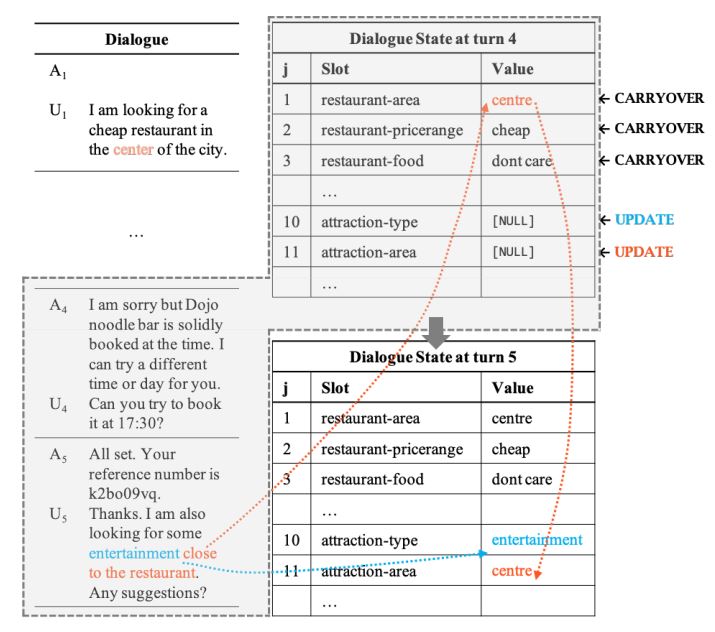 Dialogue
A1
U1 I am looking for a
cheap restaurant in
the center of the city.
...
A4 I am sorry but Dojo
noodle bar is solidly
booked at the time. I
can try a different
time or day for you.
U4 Can you try to book
it at 17:30?
A5 All set. Your
reference number is
k2bo09vq.
U5 Thanks. I am also
looking for some
entertainment close
to the restaurant.
Any suggestions?
Dialogue State at turn 4
j Slot Value
1 restaurant-area centre ← CARRYOVER
2 restaurant-pricerange cheap ← CARRYOVER
3 restaurant-food dont care ← CARRYOVER
...
10 attraction-type [NULL] ← UPDATE
11 attraction-area [NULL] ← UPDATE
...
Dialogue State at turn 5
j Slot Value
1 restaurant-area centre
2 restaurant-pricerange cheap
3 restaurant-food dont care
...
10 attraction-type entertainment
11 attraction-area centre
...